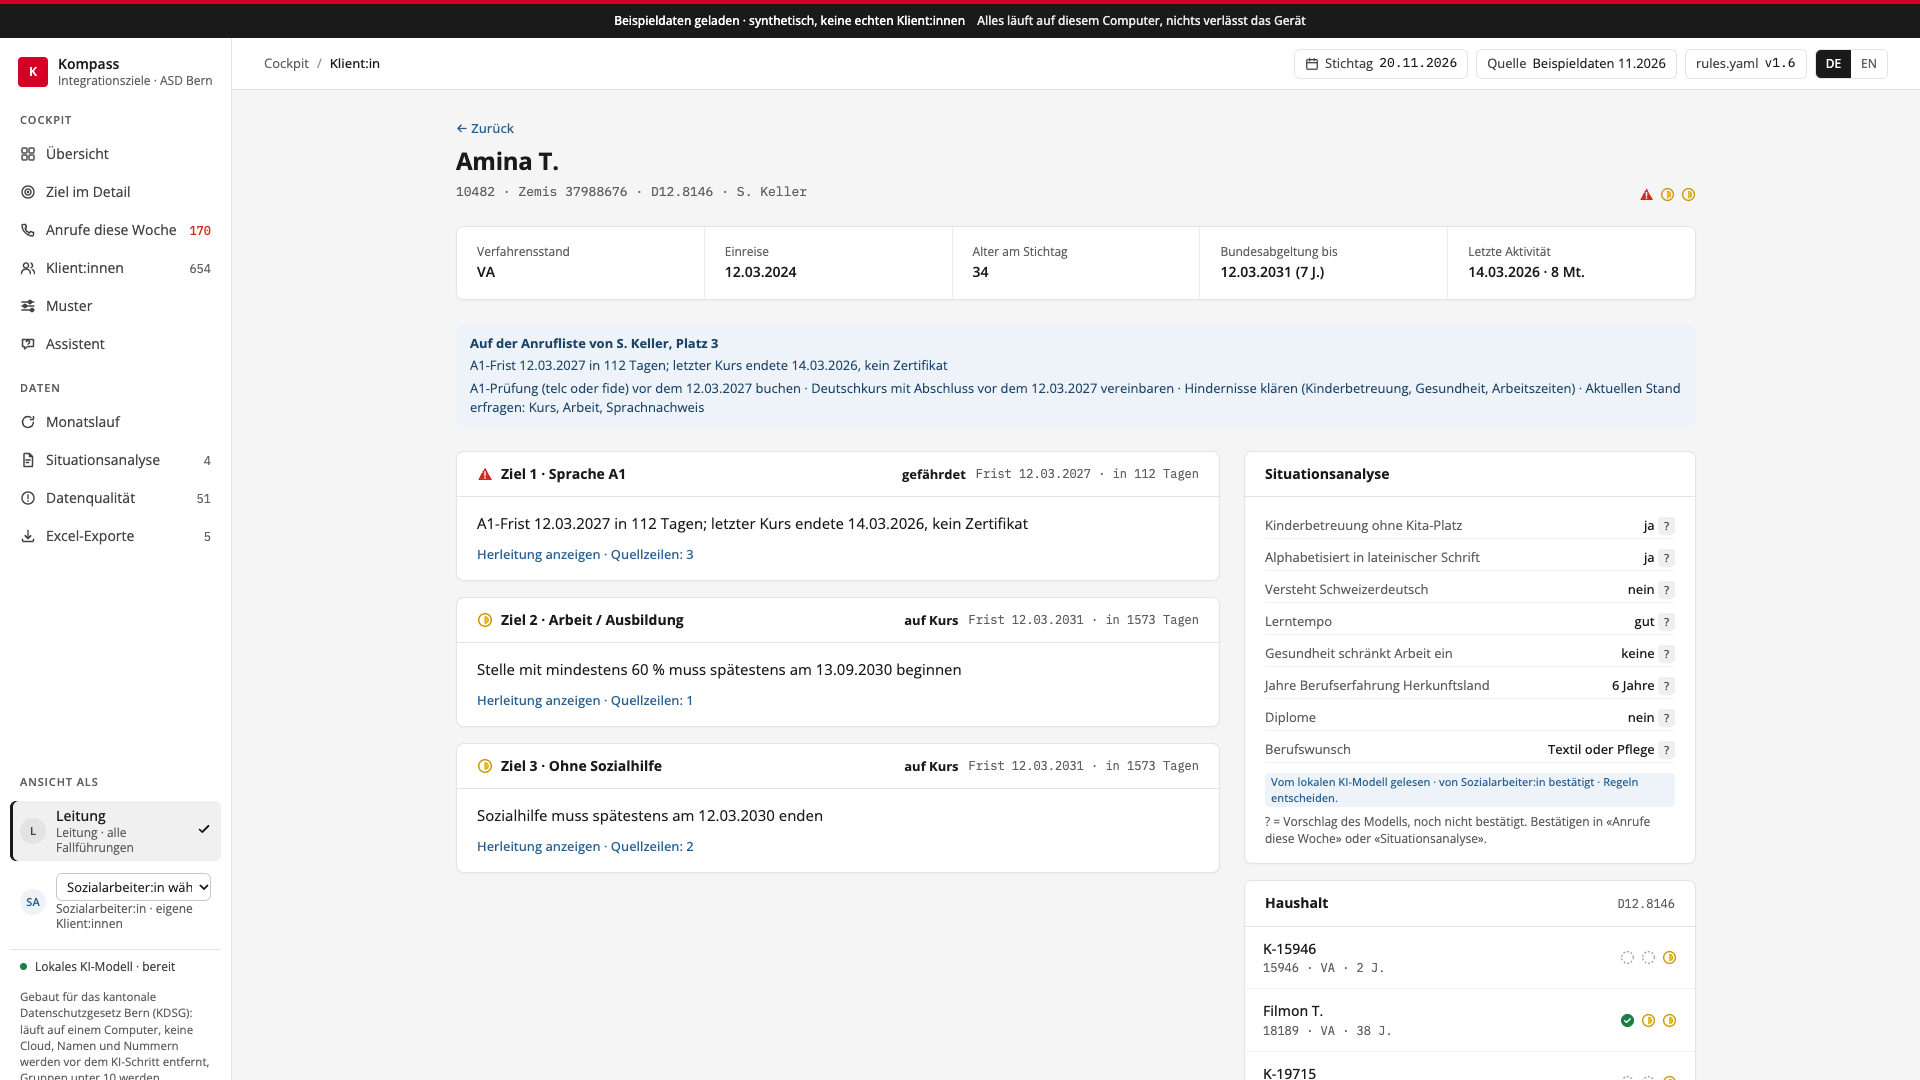 Beispieldaten geladen · synthetisch, keine echten Klient:innen Alles läuft auf diesem Computer, nichts verlässt das Gerät
K
Kompass
Integrationsziele · ASD Bern
Cockpit / Klient:in
Stichtag 20.11.2026
Quelle Beispieldaten 11.2026
rules.yaml v1.6
DE EN
COCKPIT
Übersicht
Ziel im Detail
Anrufe diese Woche 170
Klient:innen 654
Muster
Assistent
DATEN
Monatslauf
Situationsanalyse 4
Datenqualität 51
Excel-Exporte 5
ANSICHT ALS
L
Leitung
Leitung · alle
Fallführungen
SA
Sozialarbeiter:in wäh
Sozialarbeiter:in · eigene
Klient:innen
Lokales KI-Modell · bereit
Gebaut für das kantonale
Datenschutzgesetz Bern (KDSG):
läuft auf einem Computer, keine
Cloud, Namen und Nummern
werden vor dem KI-Schritt entfernt,
Gruppen unter 10 werden
← Zurück
Amina T.
10482 · Zemis 37988676 · D12.8146 · S. Keller
Verfahrensstand
VA
Einreise
12.03.2024
Alter am Stichtag
34
Bundesabgeltung bis
12.03.2031 (7 J.)
Letzte Aktivität
14.03.2026 · 8 Mt.
Auf der Anrufliste von S. Keller, Platz 3
A1-Frist 12.03.2027 in 112 Tagen; letzter Kurs endete 14.03.2026, kein Zertifikat
A1-Prüfung (telc oder fide) vor dem 12.03.2027 buchen · Deutschkurs mit Abschluss vor dem 12.03.2027 vereinbaren · Hindernisse klären (Kinderbetreuung, Gesundheit, Arbeitszeiten) · Aktuellen Stand
erfragen: Kurs, Arbeit, Sprachnachweis
Ziel 1 · Sprache A1
gefährdet Frist 12.03.2027 · in 112 Tagen
A1-Frist 12.03.2027 in 112 Tagen; letzter Kurs endete 14.03.2026, kein Zertifikat
Herleitung anzeigen · Quellzeilen: 3
Ziel 2 · Arbeit / Ausbildung
auf Kurs Frist 12.03.2031 · in 1573 Tagen
Stelle mit mindestens 60 % muss spätestens am 13.09.2030 beginnen
Herleitung anzeigen · Quellzeilen: 1
Ziel 3 · Ohne Sozialhilfe
auf Kurs Frist 12.03.2031 · in 1573 Tagen
Sozialhilfe muss spätestens am 12.03.2030 enden
Herleitung anzeigen · Quellzeilen: 2
Situationsanalyse
Kinderbetreuung ohne Kita-Platz ja ?
Alphabetisiert in lateinischer Schrift ja ?
Versteht Schweizerdeutsch nein ?
Lerntempo gut ?
Gesundheit schränkt Arbeit ein keine ?
Jahre Berufserfahrung Herkunftsland 6 Jahre ?
Diplome nein ?
Berufswunsch Textil oder Pflege ?
Vom lokalen KI-Modell gelesen · von Sozialarbeiter:in bestätigt · Regeln
entscheiden.
? = Vorschlag des Modells, noch nicht bestätigt. Bestätigen in «Anrufe
diese Woche» oder «Situationsanalyse».
Haushalt D12.8146
K-15946
15946 · VA · 2 J.
Filmon T.
18189 · VA · 38 J.
K-19715